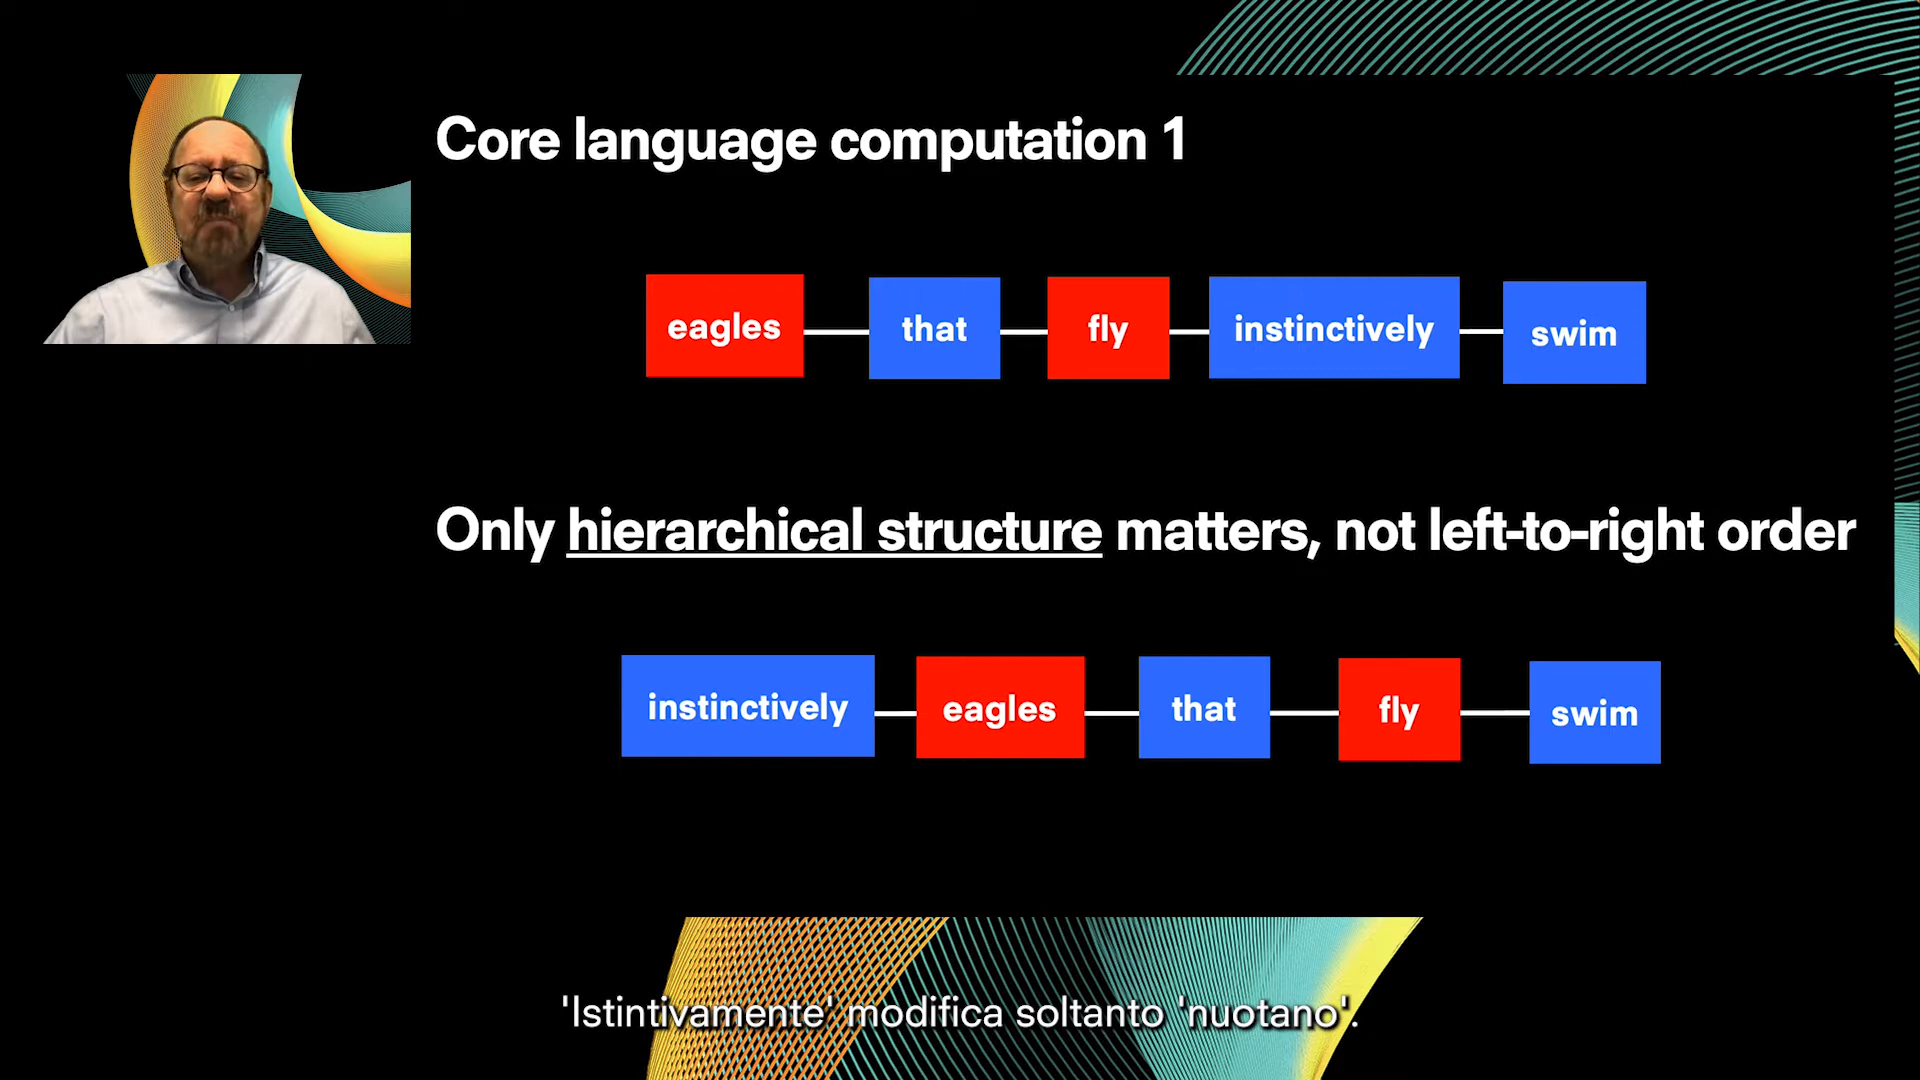 Core language computation 1
eagles that fly instinctively swim
Only hierarchical structure matters, not left-to-right order
instinctively eagles that fly swim
'Istintivamente' modifica soltanto 'nuotano'.